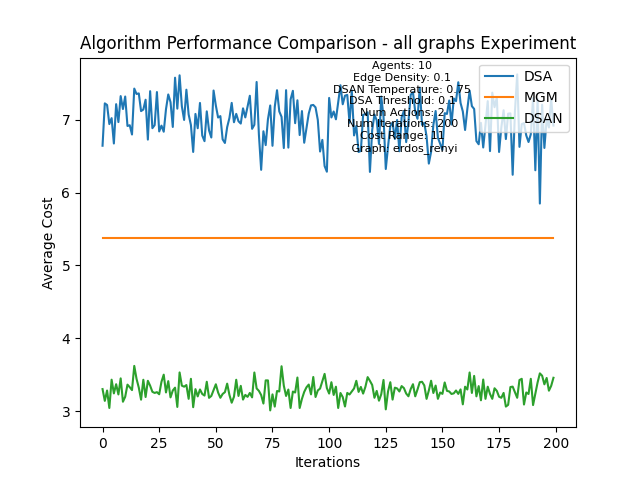 Algorithm Performance Comparison - all graphs Experiment
Agents: 10
Edge Density: 0.1
DSAN Temperature: 0.75
DSA Threshold: 0.1
Num Actions: 2
Num Iterations: 200
Cost Range: 11
Graph: erdos_renyi
DSA
MGM
DSAN
Average Cost
7
6
5
4
3
0
25
50
75
100
125
150
175
200
Iterations